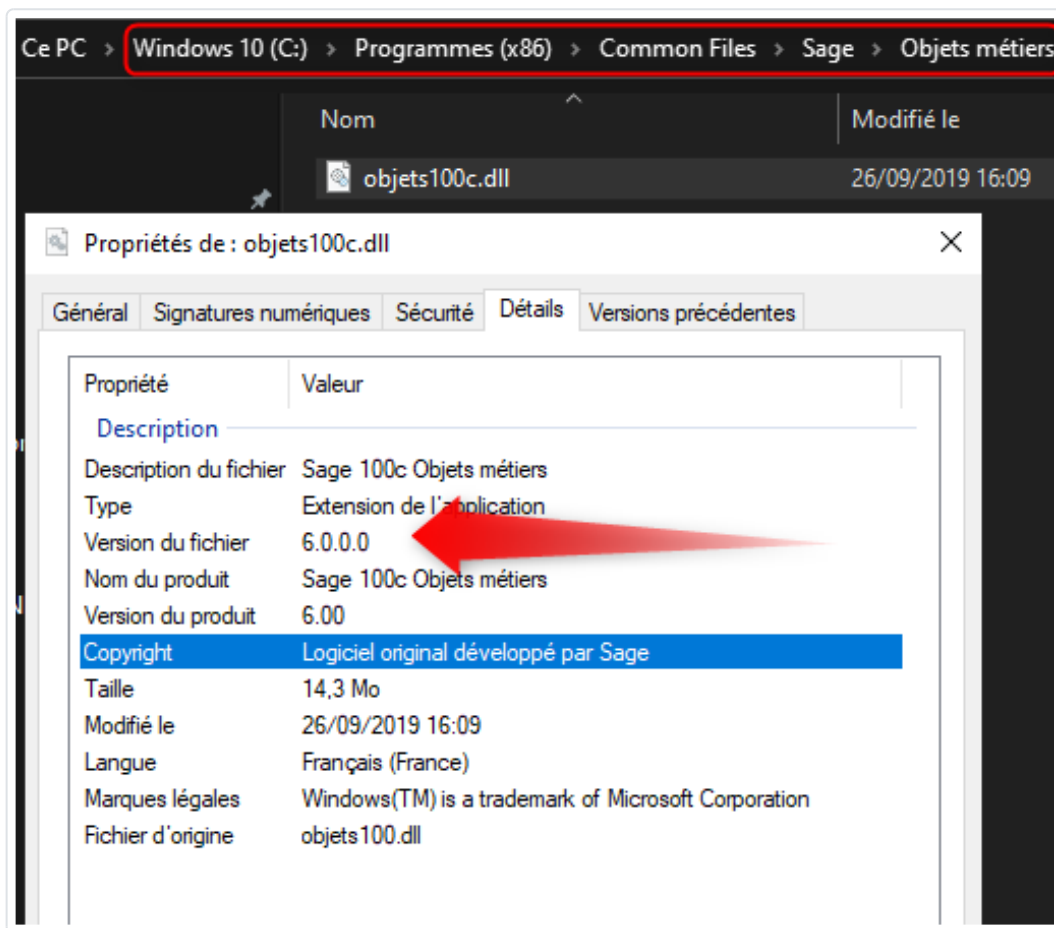 Ce PC > Windows 10 (C:) > Programmes (x86) > Common Files > Sage > Objets métiers
Nom Modifié le
objets100c.dll 26/09/2019 16:09
Propriétés de : objets100c.dll
Général Signatures numériques Sécurité Détails Versions précédentes
Propriété Valeur
Description
Description du fichier Sage 100c Objets métiers
Type Extension de l'application
Version du fichier 6.0.0.0
Nom du produit Sage 100c Objets métiers
Version du produit 6.00
Copyright Logiciel original développé par Sage
Taille 14,3 Mo
Modifié le 26/09/2019 16:09
Langue Français (France)
Marques légales Windows(TM) is a trademark of Microsoft Corporation
Fichier d'origine objets100.dll